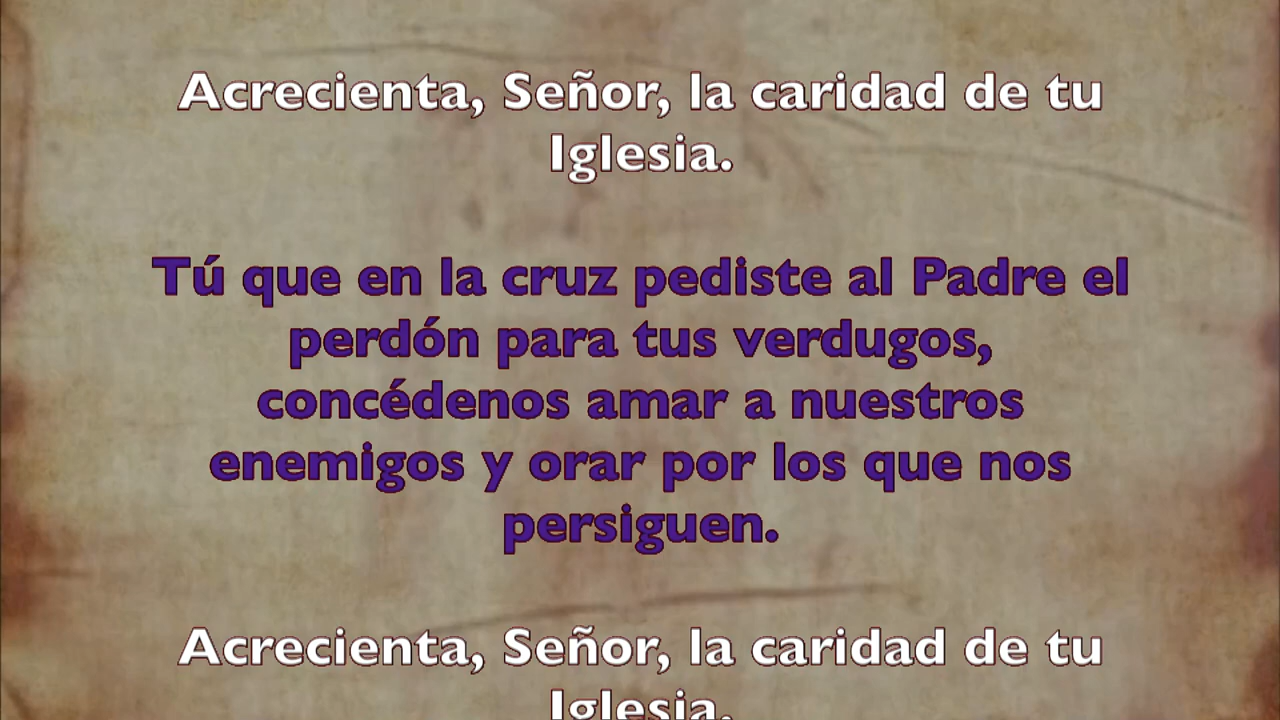 Acrecienta, Señor, la caridad de tu
Iglesia.
Tú que en la cruz pediste al Padre el
perdón para tus verdugos,
concédenos amar a nuestros
enemigos y orar por los que nos
persiguen.
Acrecienta, Señor, la caridad de tu
Iglesia.